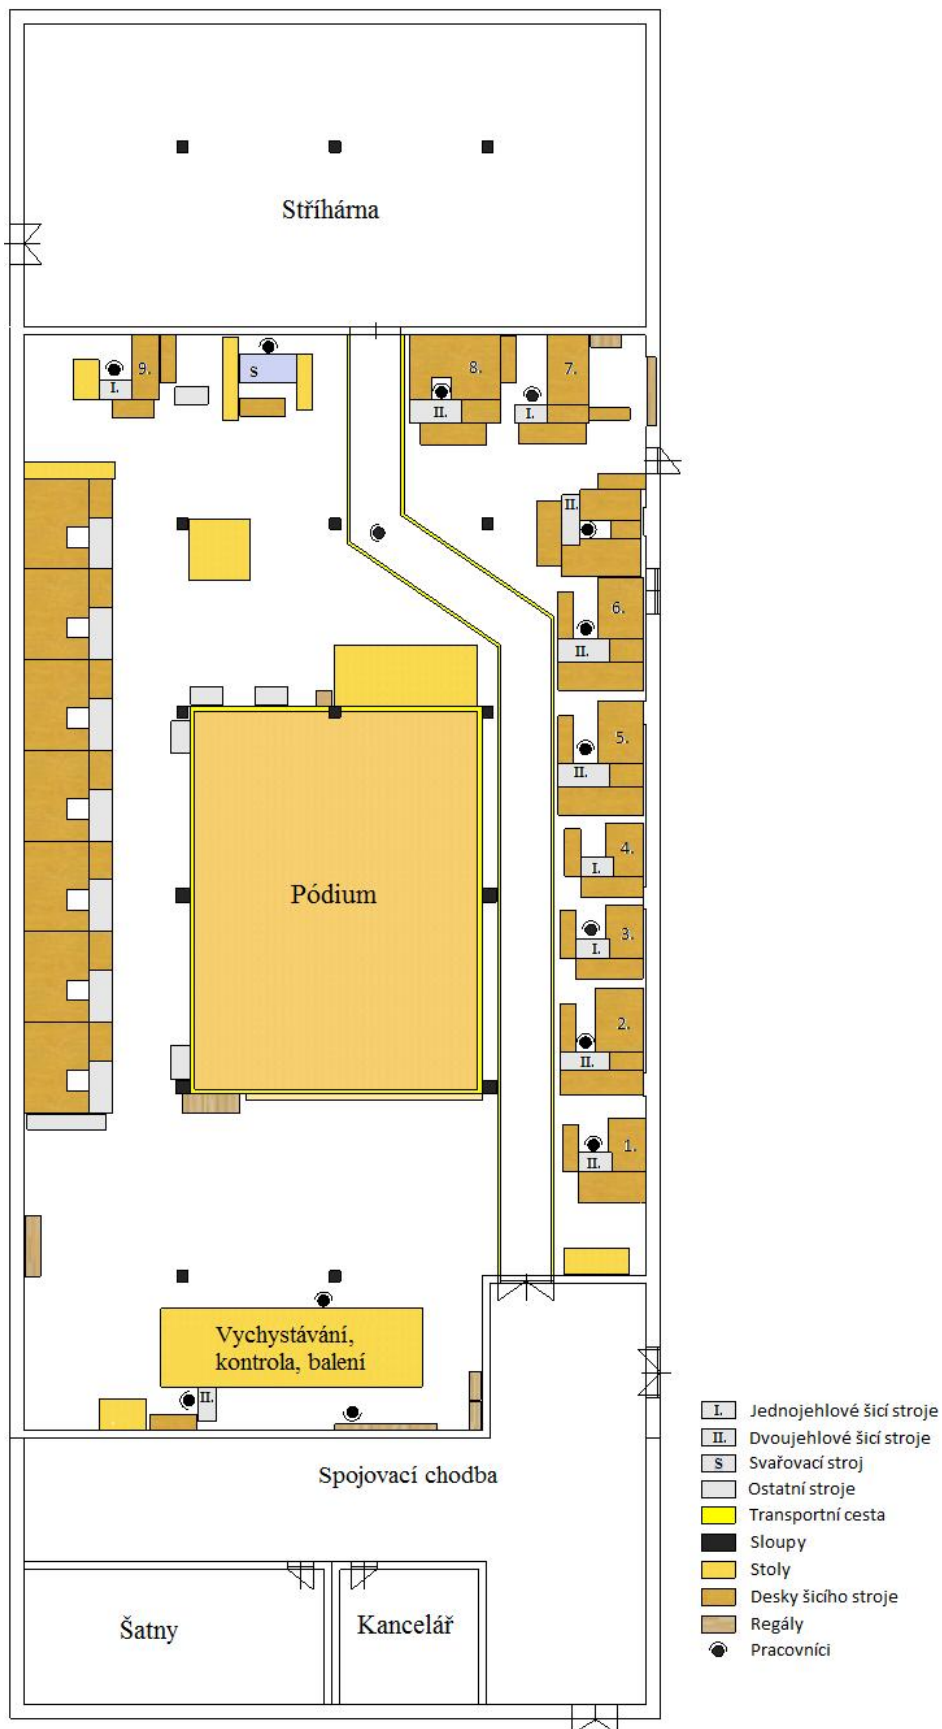 Stříhárna
9.
I.
S
8.
II.
7.
I.
II.
6.
II.
5.
II.
4.
I.
Pódium
3.
I.
2.
II.
1.
II.
Vychystávání,
kontrola, balení
II.
Spojovací chodba
Šatny
Kancelář
I. Jednojehlové šicí stroje
II. Dvoujehlové šicí stroje
S Svařovací stroj
Ostatní stroje
Transportní cesta
Sloupy
Stoly
Desky šicího stroje
Regály
Pracovníci